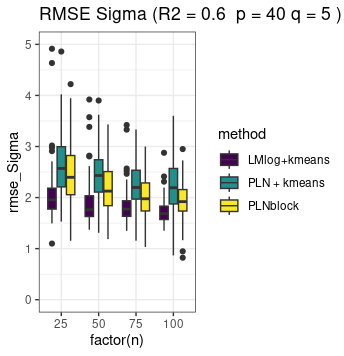 RMSE Sigma (R2 = 0.6  p = 40 q = 5 )
rmse_Sigma
5
4
3
2
1
0
25 50 75 100
factor(n)
method
LMlog+kmeans
PLN + kmeans
PLNblock